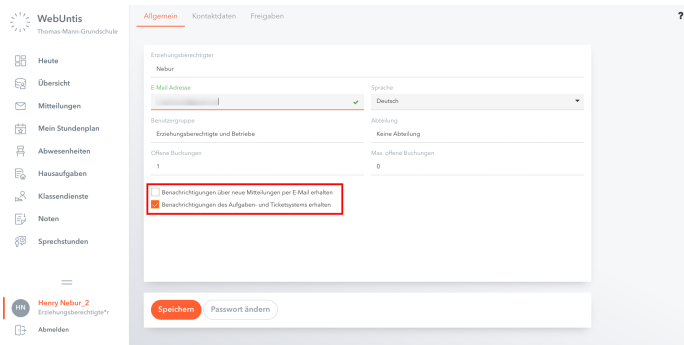 WebUntis
Thomas-Mann-Grundschule
Heute
Übersicht
Mitteilungen
Mein Stundenplan
Abwesenheiten
Hausaufgaben
Klassendienste
Noten
Sprechstunden
HN
Henry Nebur_2
Erziehungsberechtigte*r
Abmelden
Allgemein Kontaktdaten Freigaben
?
Erziehungsberechtigter
Nebur
E-Mail Adresse
Sprache
Deutsch
Benutzergruppe
Abteilung
Erziehungsberechtigte und Betriebe
Keine Abteilung
Offene Buchungen
Max. offene Buchungen
1
0
Benachrichtigungen über neue Mitteilungen per E-Mail erhalten
Benachrichtigungen des Aufgaben- und Ticketsystems erhalten
Speichern
Passwort ändern